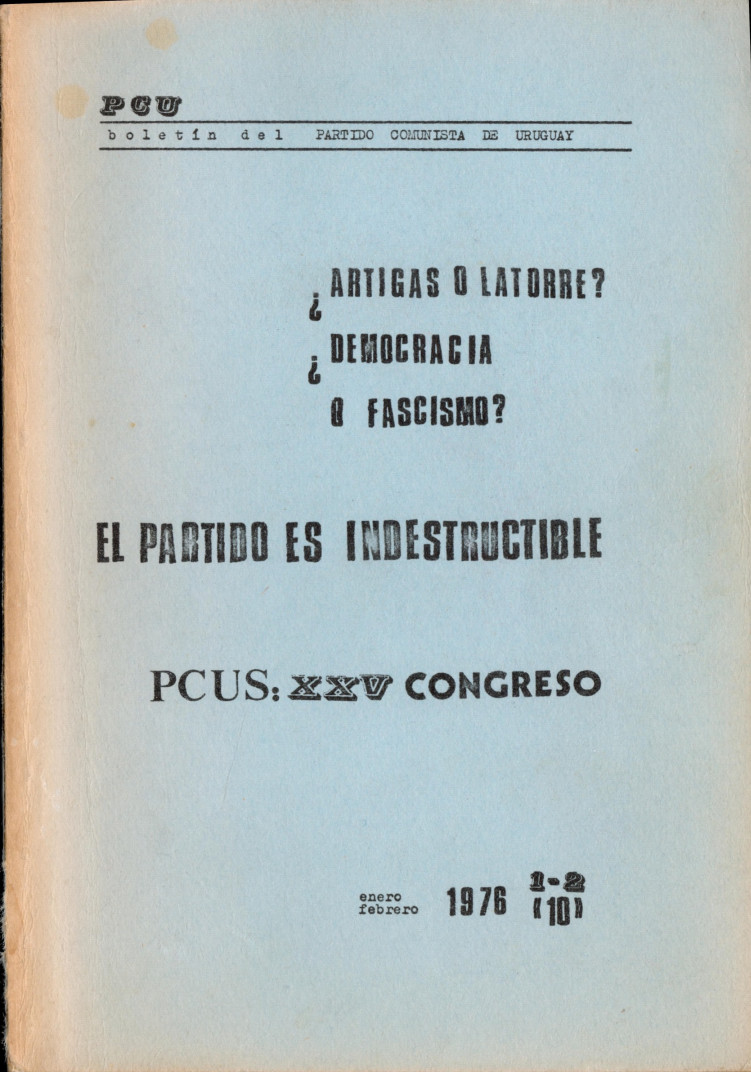 PCU
boletín del PARTIDO COMUNISTA DE URUGUAY
¿ARTIGAS O LATORRE?
¿DEMOCRACIA
O FASCISMO?
EL PARTIDO ES INDESTRUCTIBLE
PCUS: XXV CONGRESO
enero
febrero 1976 1-2
"10"